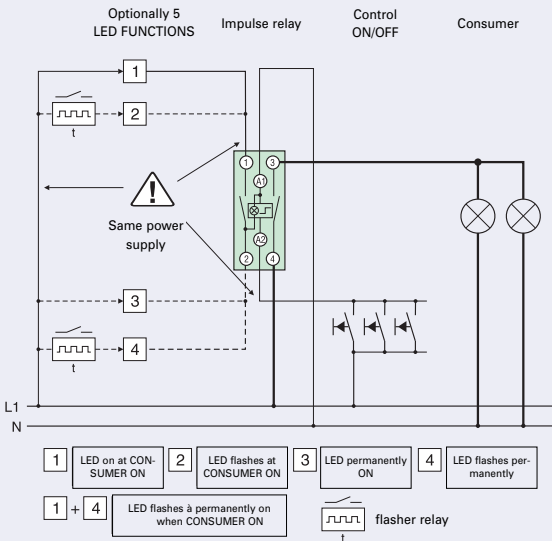 Optionally 5
LED FUNCTIONS
Impulse relay
Control
ON/OFF
Consumer
1
2
t
1
3
A1
A2
2
4
Same power
supply
3
4
t
L1
N
1
LED on at CON-
SUMER ON
2
LED flashes at
CONSUMER ON
3
LED permanently
ON
4
LED flashes per-
manently
1 + 4
LED flashes à permanently on
when CONSUMER ON
flasher relay
t